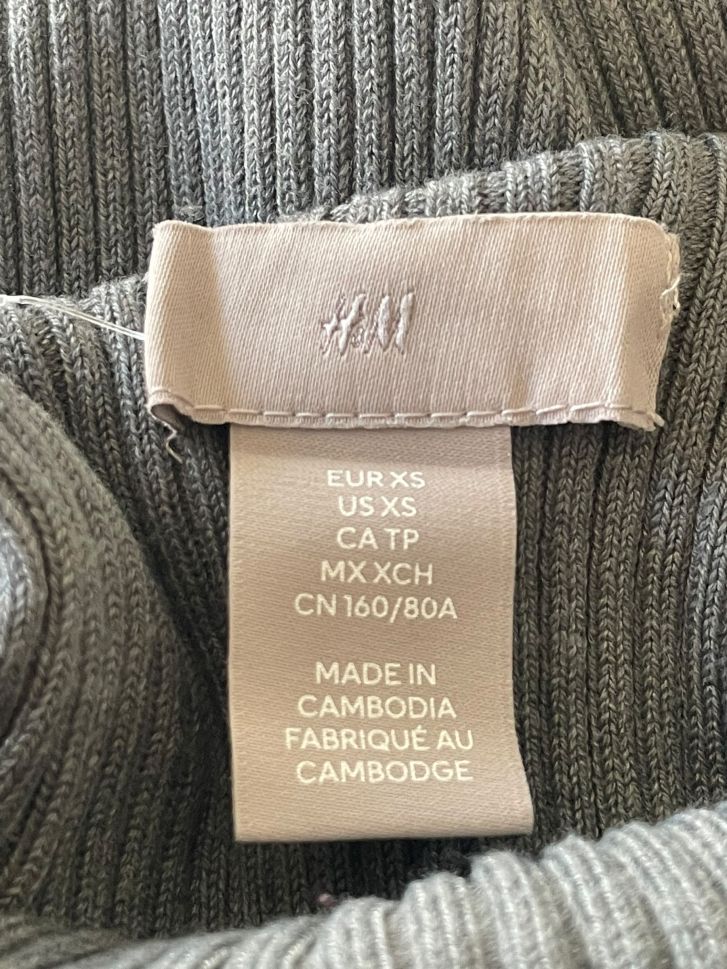 H&M
EUR XS
US XS
CA TP
MX XCH
CN 160/80A
MADE IN
CAMBODIA
FABRIQUÉ AU
CAMBODGE